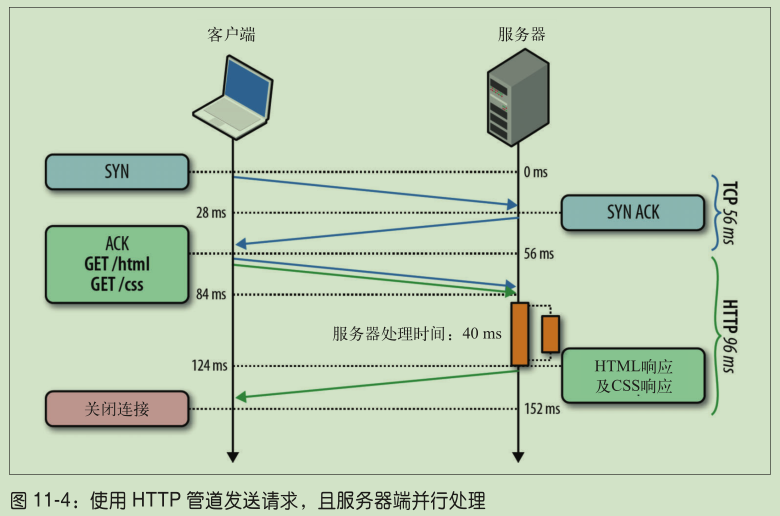 客户端
服务器
SYN
0 ms
28 ms
SYN ACK
TCP 56 ms
ACK
GET /html
GET /css
56 ms
84 ms
服务器处理时间：40 ms
HTTP 96 ms
124 ms
HTML响应
及CSS响应
关闭连接
152 ms
图 11-4：使用 HTTP 管道发送请求，且服务器端并行处理